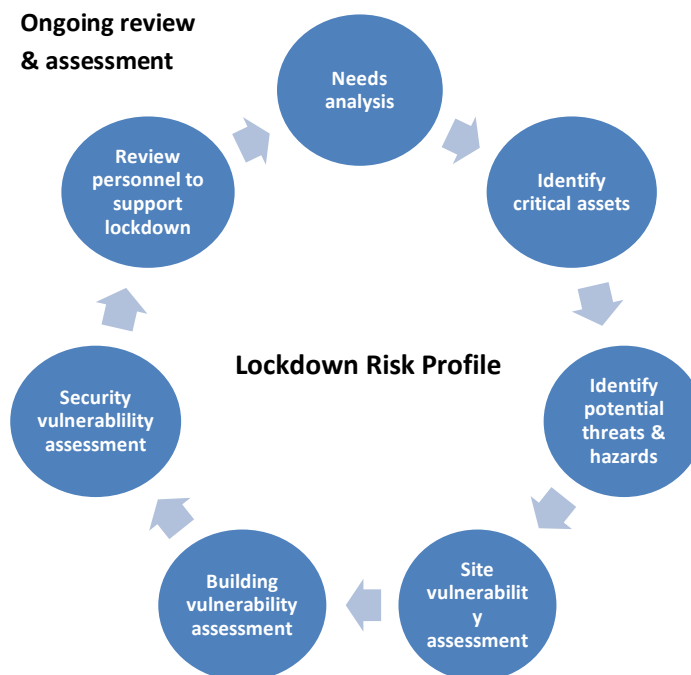 Ongoing review
& assessment
Needs
analysis
Identify
critical assets
Identify
potential
threats &
hazards
Site
vulnerabilit
y
assessment
Building
vulnerability
assessment
Security
vulnerablility
assessment
Review
personnel to
support
lockdown
Lockdown Risk Profile